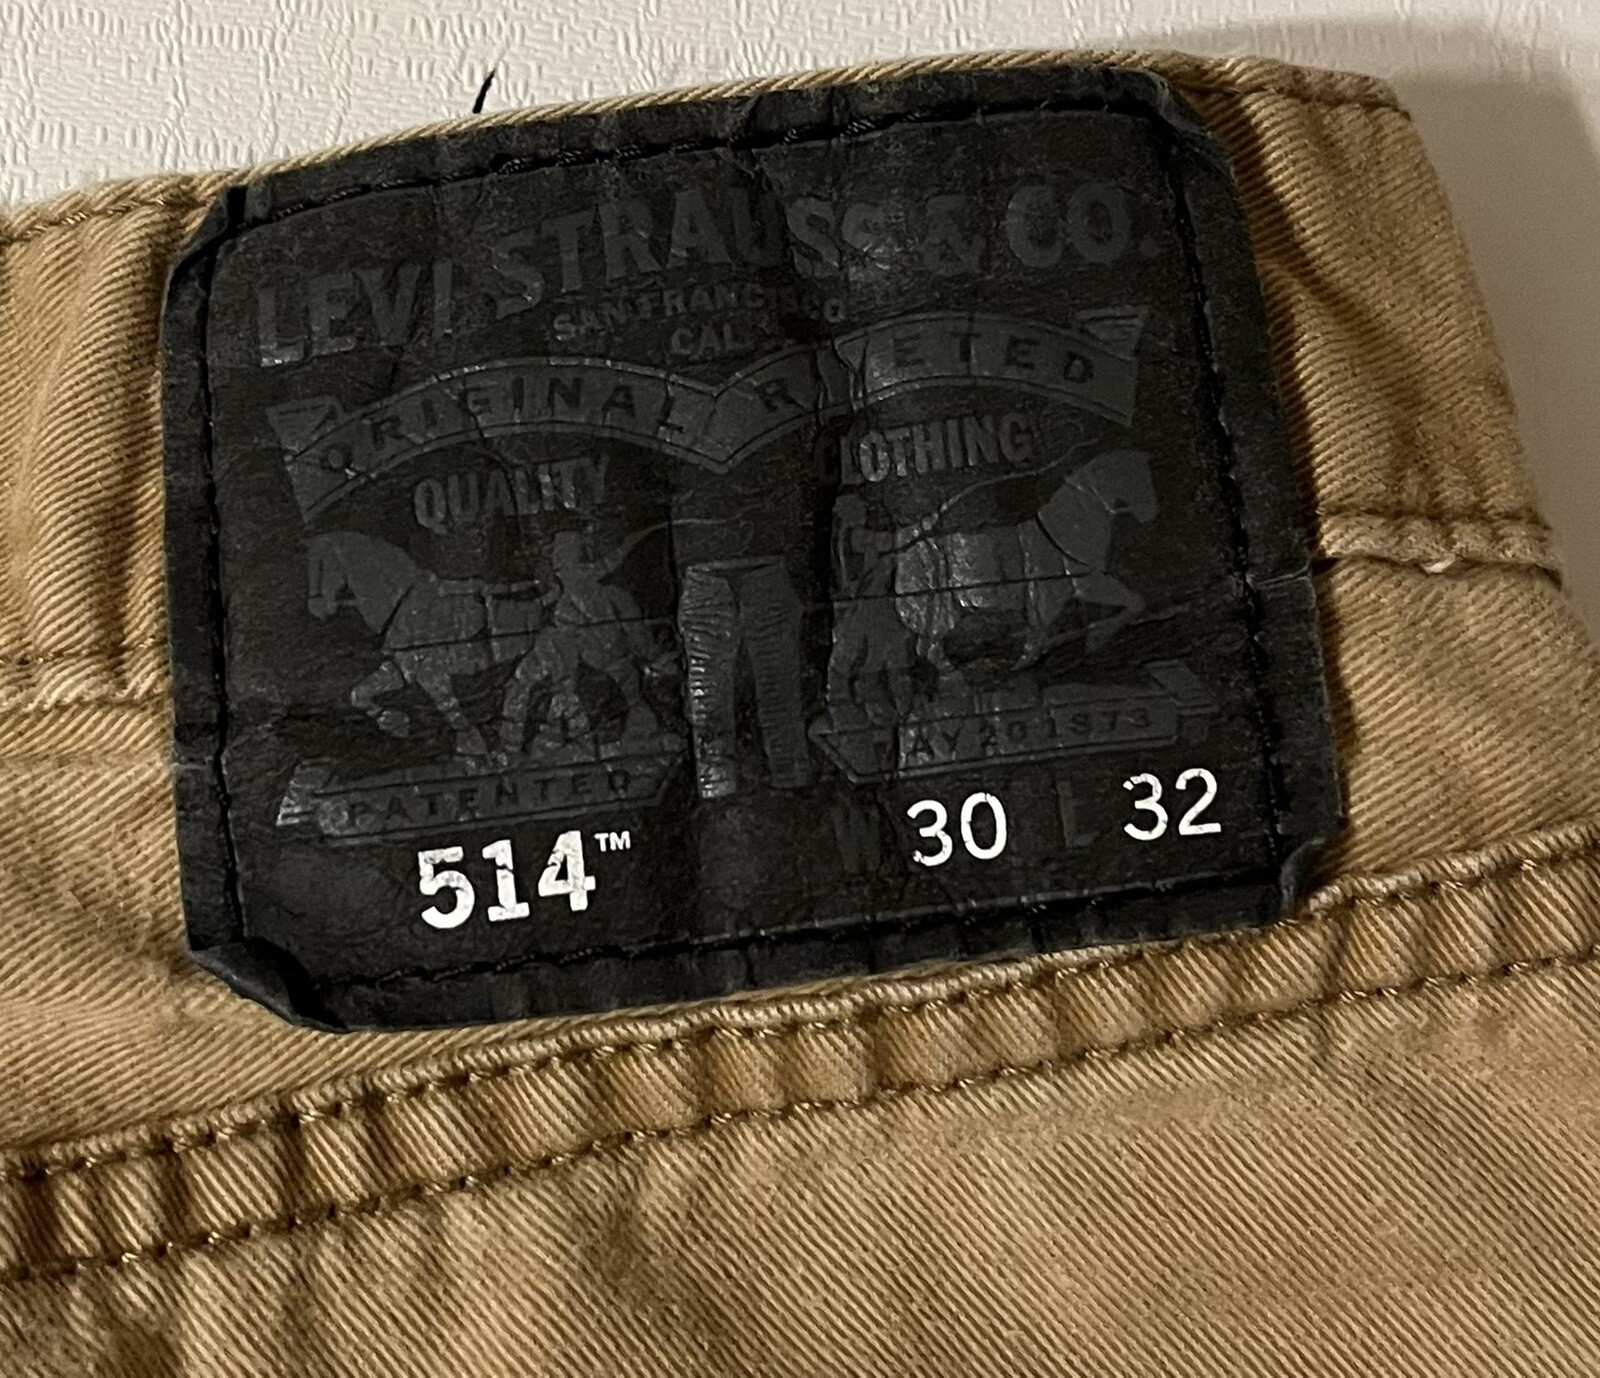 LEVI STRAUSS & CO.
SAN FRANCISCO
CAL
ORIGINAL RIVETED
QUALITY CLOTHING
PATENTED MAY 20 1873
514™ W 30 L 32